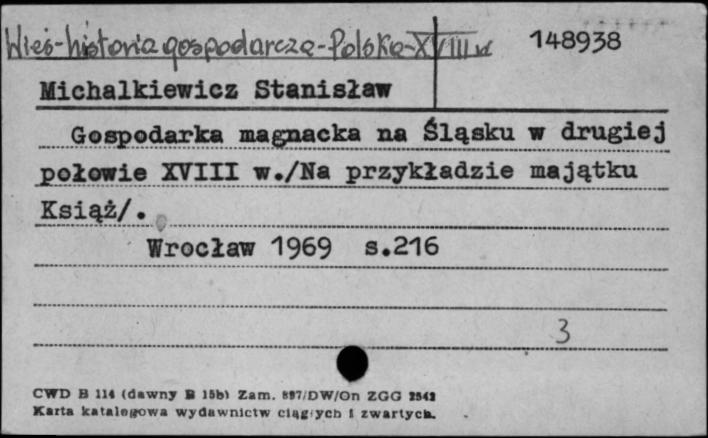 Wieś-historia gospodarcza-Polska-XVIII w 148938
Michalkiewicz Stanisław
Gospodarka magnacka na Śląsku w drugiej
połowie XVIII w./Na przykładzie majątku
Książ/.
Wrocław 1969 s.216
3
CWD B 114 (dawny B 15b) Zam. 897/DW/On ZGG 2542
Karta katalogowa wydawnictw ciągłych i zwartych.